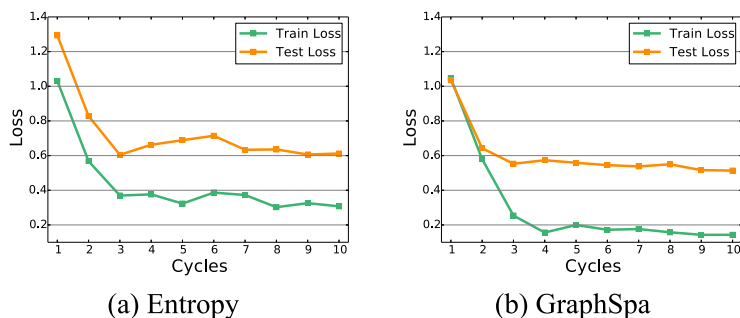 1.4
1.2
1.0
0.8
0.6
0.4
0.2
Loss
Train Loss
Test Loss
1 2 3 4 5 6 7 8 9 10
Cycles
(a) Entropy
1.4
1.2
1.0
0.8
0.6
0.4
0.2
Loss
Train Loss
Test Loss
1 2 3 4 5 6 7 8 9 10
Cycles
(b) GraphSpa